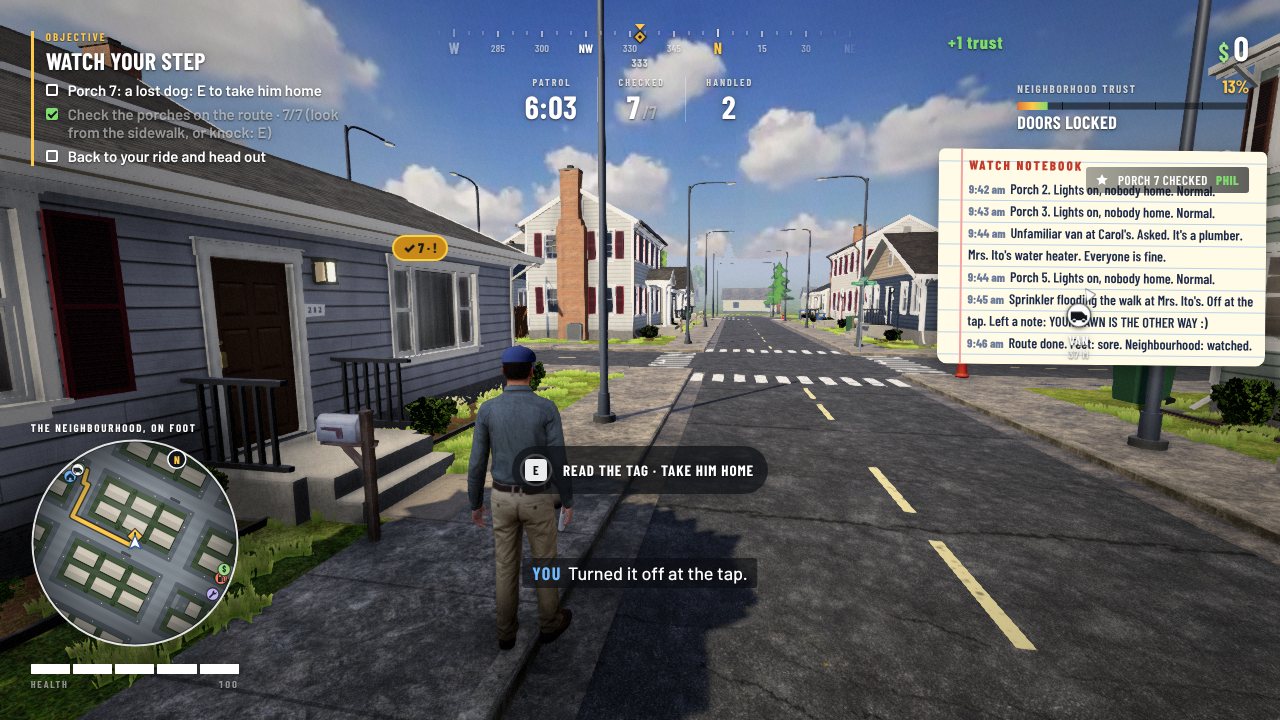 OBJECTIVE
WATCH YOUR STEP
Porch 7: a lost dog: E to take him home
Check the porches on the route · 7/7 (look
from the sidewalk, or knock: E)
Back to your ride and head out
W 285 300 NW 330 345 N 15 30 NE
333
PATROL CHECKED HANDLED
6:03 7/7 2
+1 trust
$0
13%
NEIGHBORHOOD TRUST
DOORS LOCKED
WATCH NOTEBOOK
PORCH 7 CHECKED PHIL
9:42 am Porch 2. Lights on, nobody home. Normal.
9:43 am Porch 3. Lights on, nobody home. Normal.
9:44 am Unfamiliar van at Carol's. Asked. It's a plumber.
Mrs. Ito's water heater. Everyone is fine.
9:44 am Porch 5. Lights on, nobody home. Normal.
9:45 am Sprinkler flooding the walk at Mrs. Ito's. Off at the
tap. Left a note: IS THE OTHER WAY :)
9:46 am Route done. Feet: sore. Neighbourhood: watched.
7 · !
212
THE NEIGHBOURHOOD, ON FOOT
N
$
E READ THE TAG · TAKE HIM HOME
YOU Turned it off at the tap.
HEALTH 100